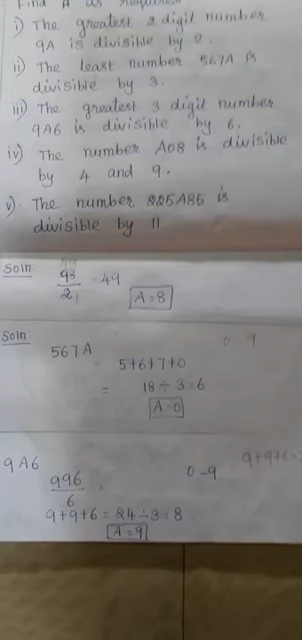 Find A as required
i) The greatest 2 digit number
9A is divisible by 2.
ii) The least number 567A is
divisible by 3.
iii) The greatest 3 digit number
9A6 is divisible by 6.
iv) The number A08 is divisible
by 4 and 9.
v) The number 825A85 is
divisible by 11
Soln
49
98
2
49
A=8
Soln
567A
0-9
5+6+7+0
= 18÷3=6
A=0
9A6
0-9
9+9+6=
996
6
=
9+9+6=24÷3=8
A=9